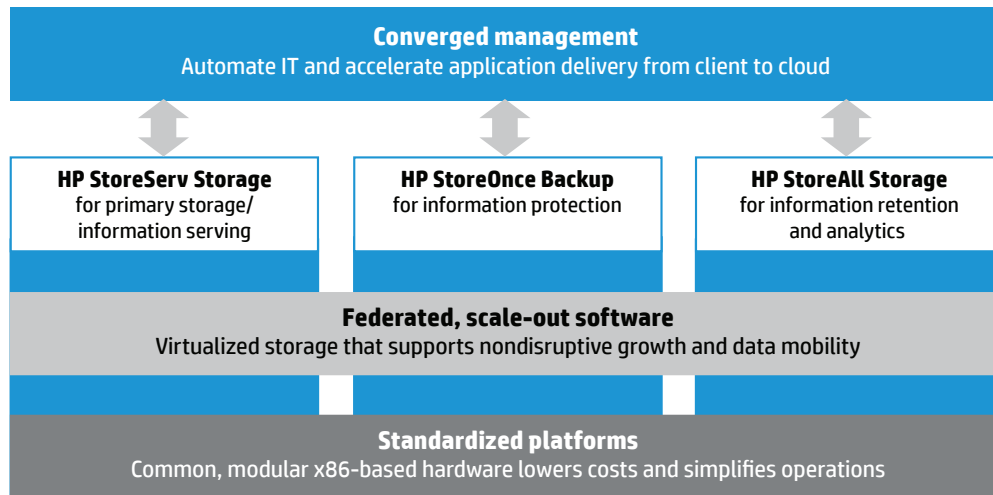 Converged management
Automate IT and accelerate application delivery from client to cloud
HP StoreServ Storage
for primary storage/
information serving
HP StoreOnce Backup
for information protection
HP StoreAll Storage
for information retention
and analytics
Federated, scale-out software
Virtualized storage that supports nondisruptive growth and data mobility
Standardized platforms
Common, modular x86-based hardware lowers costs and simplifies operations